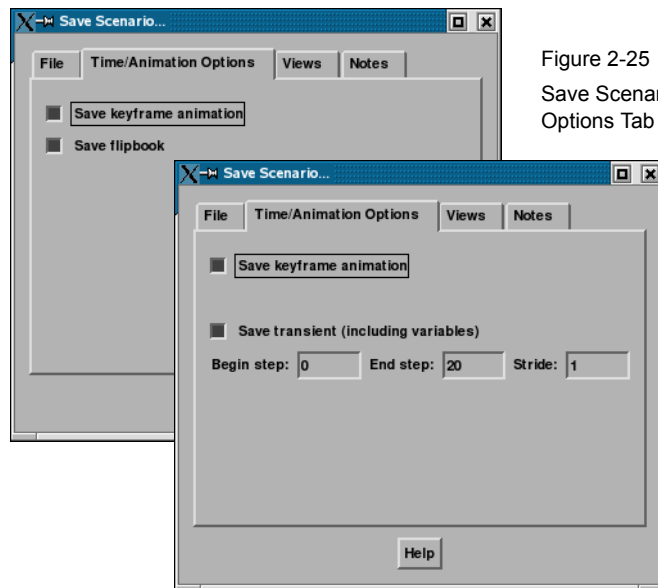 Save Scenario...
File Time/Animation Options Views Notes
Save keyframe animation
Save flipbook
Figure 2-25
Options Tab
Save Scenario...
File Time/Animation Options Views Notes
Save keyframe animation
Save transient (including variables)
Begin step: 0 End step: 20 Stride: 1
Help